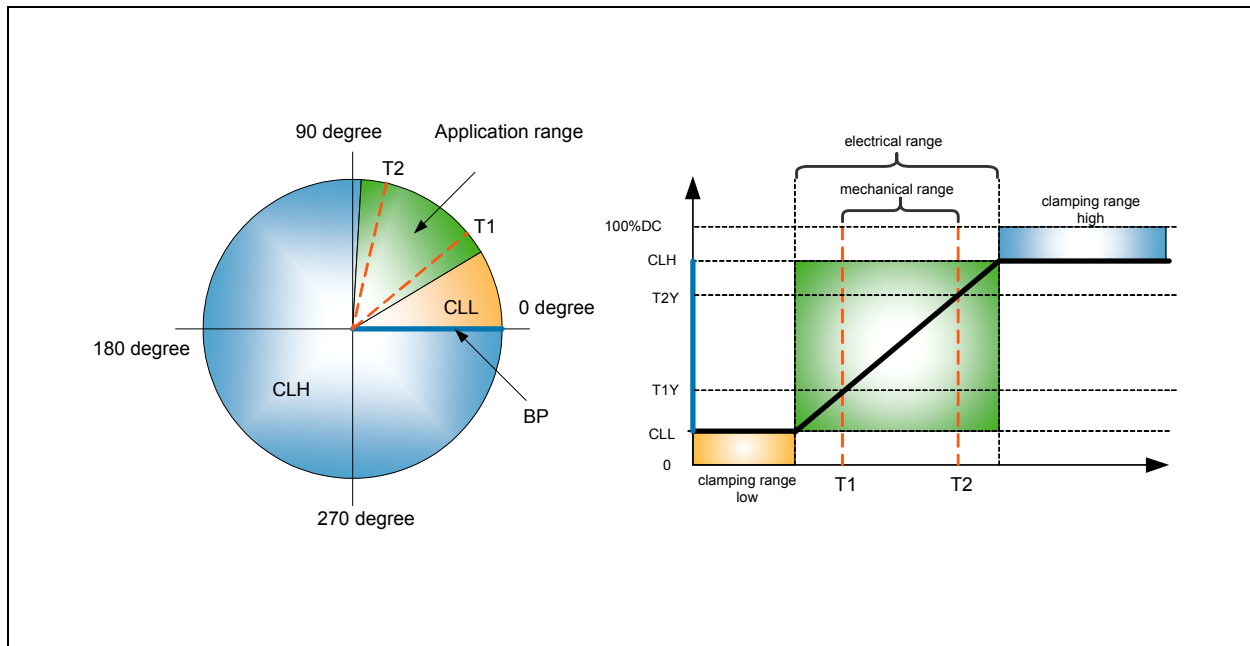 90 degree
Application range
T2
T1
0 degree
CLL
180 degree
CLH
BP
270 degree
electrical range
mechanical range
clamping range
high
100%DC
CLH
T2Y
T1Y
CLL
0
clamping range
low
T1
T2